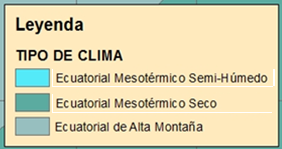 Leyenda
TIPO DE CLIMA
Ecuatorial Mesotérmico Semi-Húmedo
Ecuatorial Mesotérmico Seco
Ecuatorial de Alta Montaña